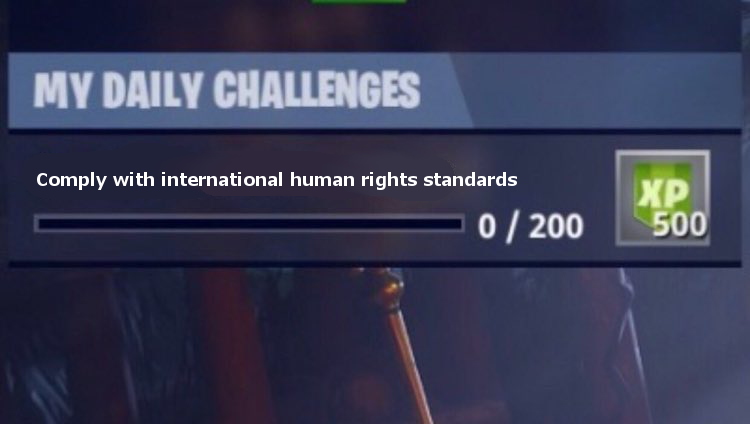 MY DAILY CHALLENGES
Comply with international human rights standards
0 / 200
XP
500